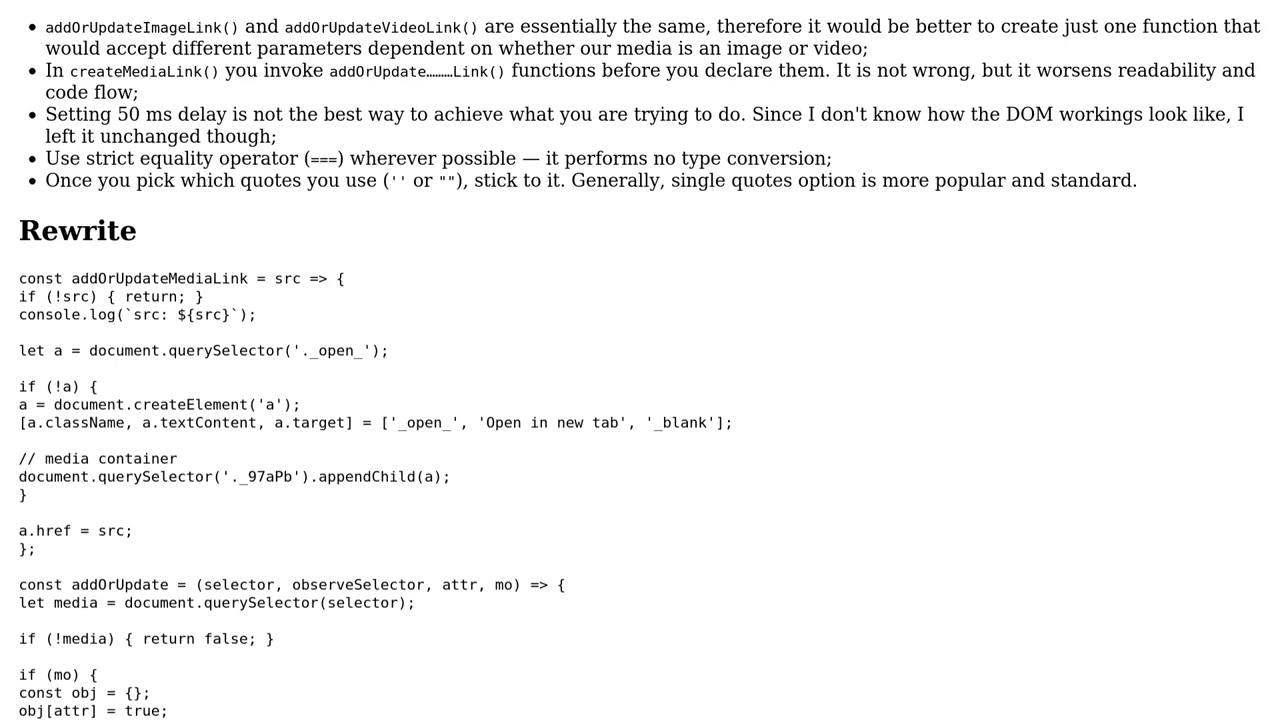 • addOrUpdateImageLink() and addOrUpdateVideoLink() are essentially the same, therefore it would be better to create just one function that
would accept different parameters dependent on whether our media is an image or video;
• In createMediaLink() you invoke addOrUpdate………Link() functions before you declare them. It is not wrong, but it worsens readability and
code flow;
• Setting 50 ms delay is not the best way to achieve what you are trying to do. Since I don't know how the DOM workings look like, I
left it unchanged though;
• Use strict equality operator (===) wherever possible — it performs no type conversion;
• Once you pick which quotes you use ('' or ""), stick to it. Generally, single quotes option is more popular and standard.
Rewrite
const addOrUpdateMediaLink = src => {
if (!src) { return; }
console.log(`src: ${src}`);
let a = document.querySelector('._open_');
if (!a) {
a = document.createElement('a');
[a.className, a.textContent, a.target] = ['_open_', 'Open in new tab', '_blank'];
// media container
document.querySelector('._97aPb').appendChild(a);
}
a.href = src;
};
const addOrUpdate = (selector, observeSelector, attr, mo) => {
let media = document.querySelector(selector);
if (!media) { return false; }
if (mo) {
const obj = {};
obj[attr] = true;